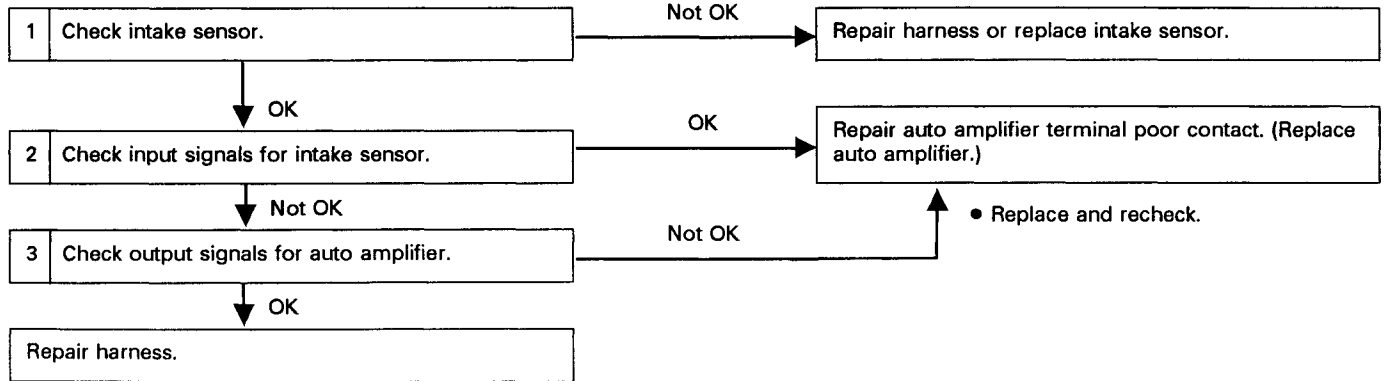 Not OK
1 Check intake sensor.
Repair harness or replace intake sensor.
OK
OK
2 Check input signals for intake sensor.
Repair auto amplifier terminal poor contact. (Replace
auto amplifier.)
Not OK
● Replace and recheck.
Not OK
3 Check output signals for auto amplifier.
OK
Repair harness.